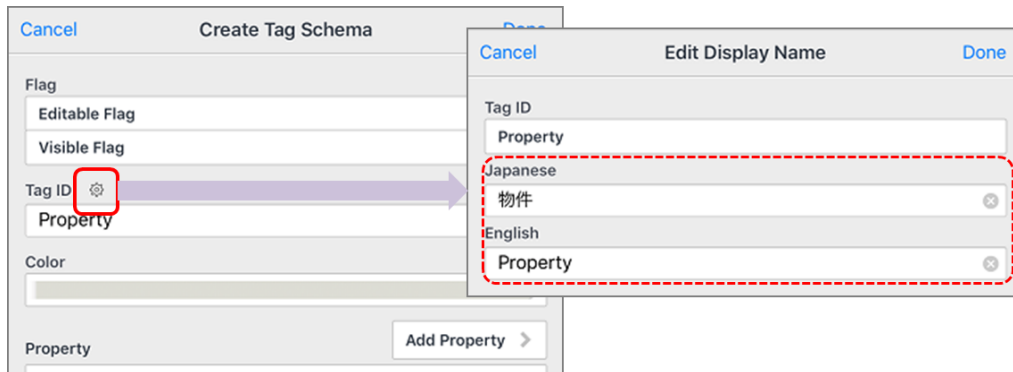 Cancel Create Tag Schema Done
Flag
Editable Flag
Visible Flag
Tag ID
Property
Color
Add Property
Property
Cancel Edit Display Name Done
Tag ID
Property
Japanese
物件
English
Property